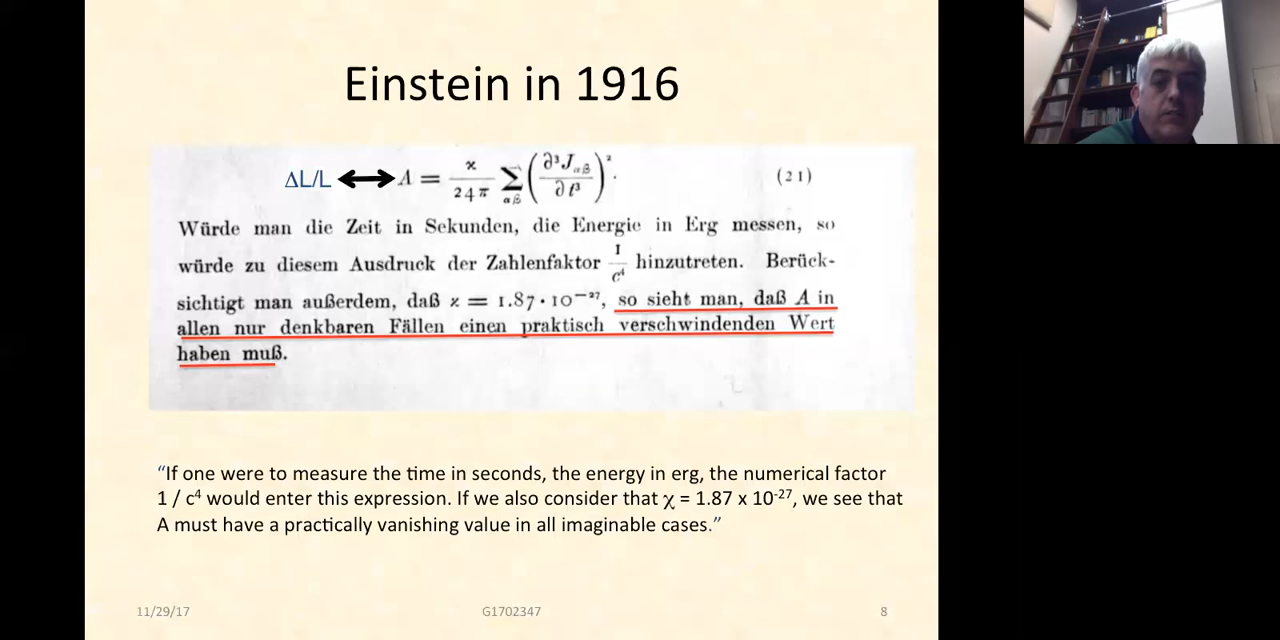 Einstein in 1916
ΔL/L ⟷ A = ϰ/24π ∑αβ (∂³Jαβ/∂t³)². (21)
Würde man die Zeit in Sekunden, die Energie in Erg messen, so
würde zu diesem Ausdruck der Zahlenfaktor 1/c⁴ hinzutreten. Berück-
sichtigt man außerdem, daß ϰ = 1.87 · 10⁻²⁷, so sieht man, daß A in
allen nur denkbaren Fällen einen praktisch verschwindenden Wert
haben muß.
“If one were to measure the time in seconds, the energy in erg, the numerical factor
1 / c⁴ would enter this expression. If we also consider that χ = 1.87 x 10⁻²⁷, we see that
A must have a practically vanishing value in all imaginable cases.”
11/29/17 G1702347 8